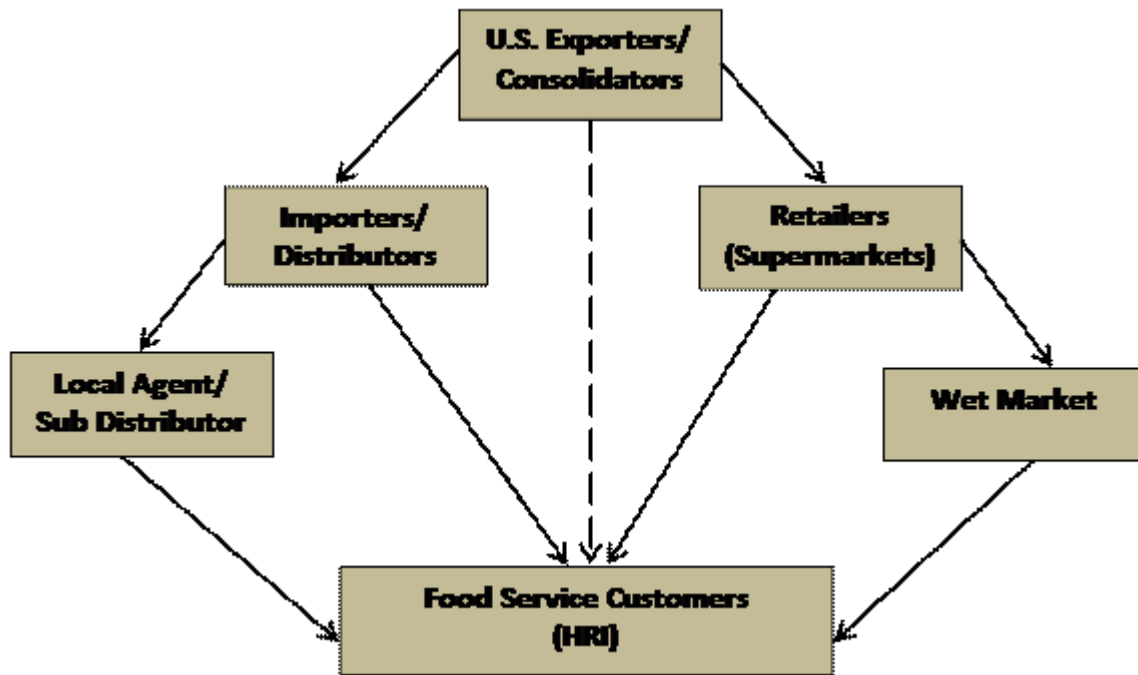 U.S. Exporters/
Consolidators
Importers/
Distributors
Retailers
(Supermarkets)
Local Agent/
Sub Distributor
Wet Market
Food Service Customers
(HRI)